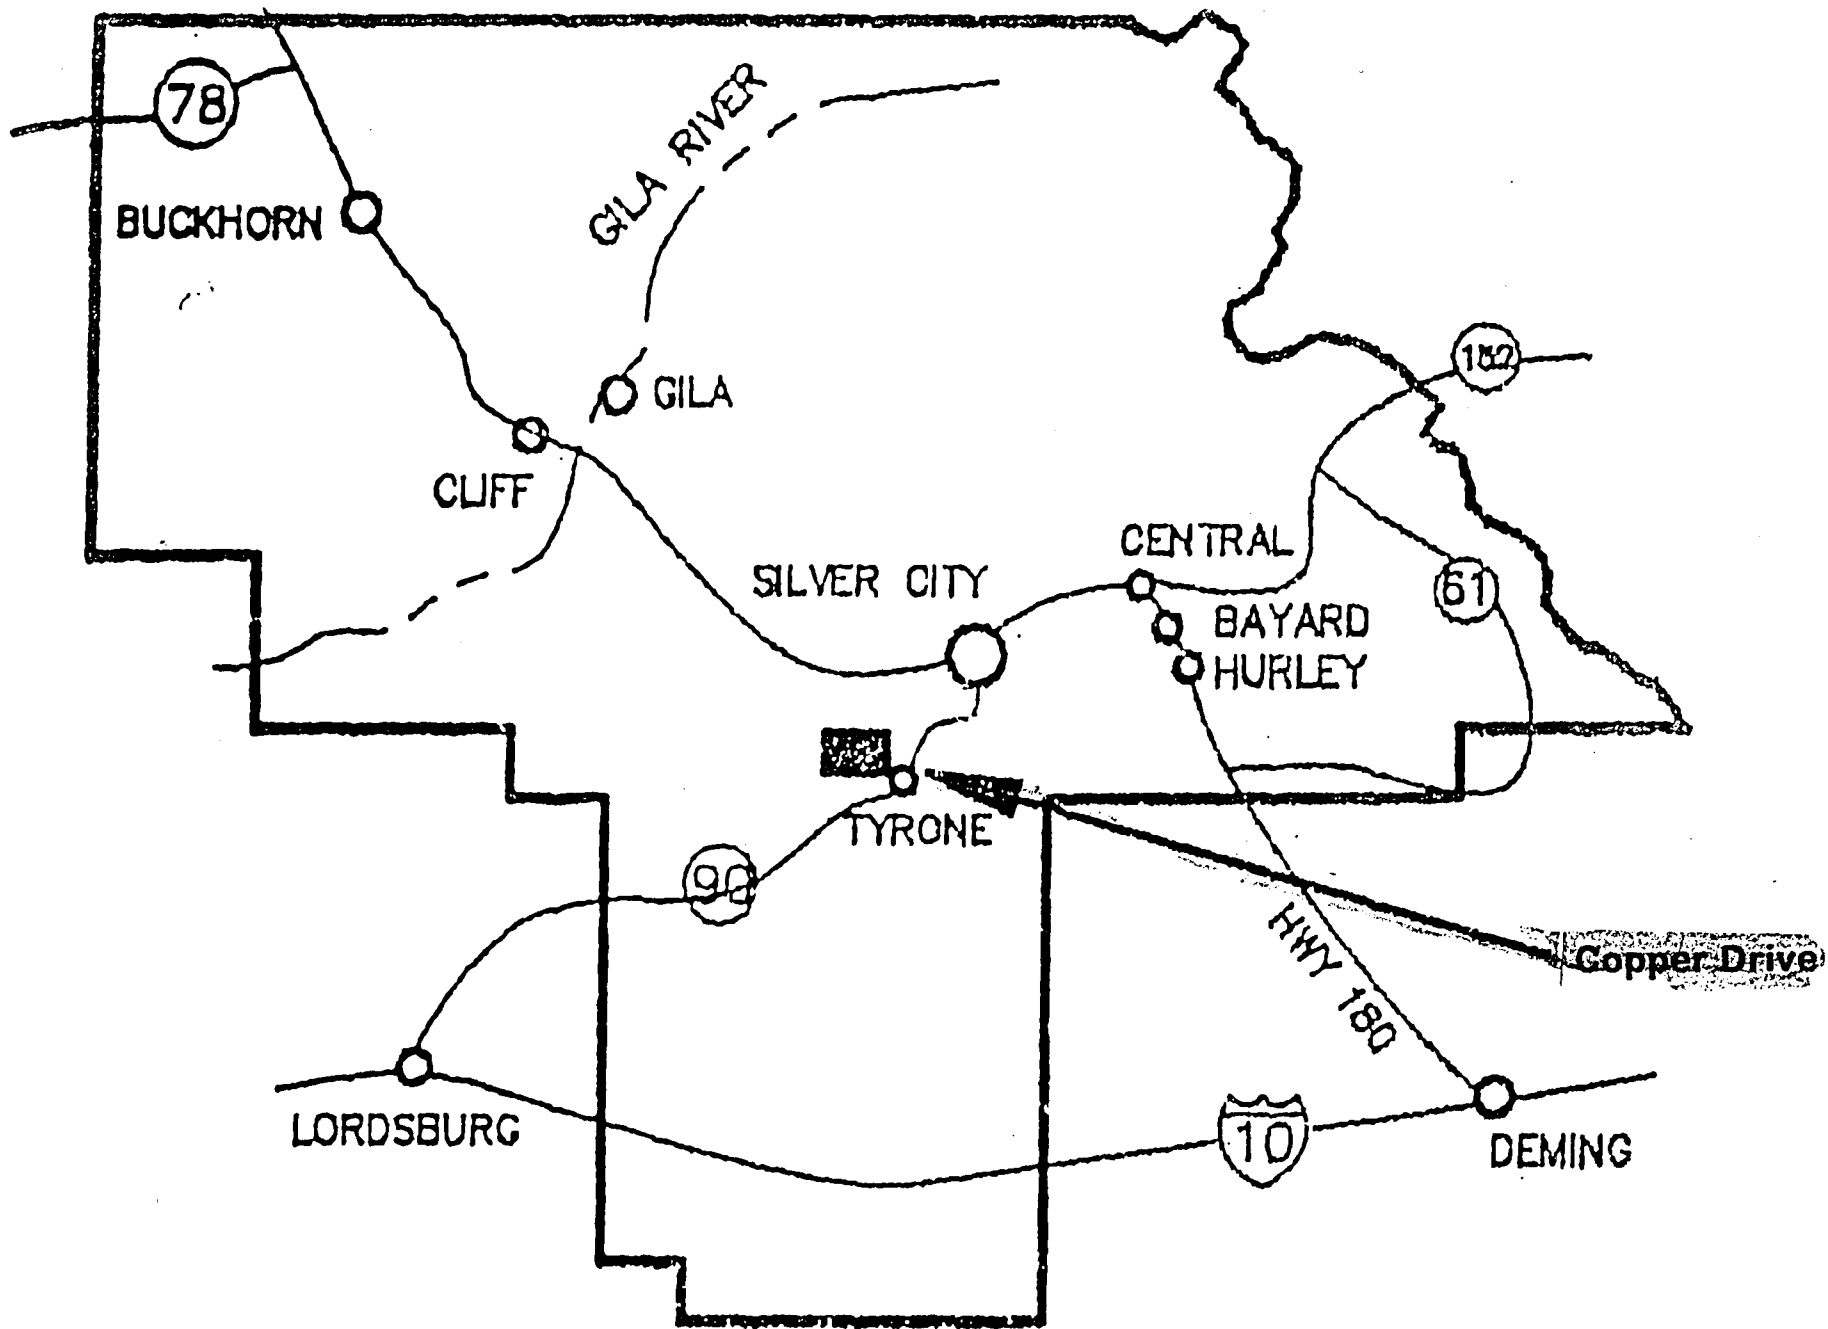 78
GILA RIVER
BUCKHORN
152
GILA
CLIFF
CENTRAL
SILVER CITY
61
BAYARD
HURLEY
TYRONE
90
HWY 180
Copper Drive
LORDSBURG
10
DEMING